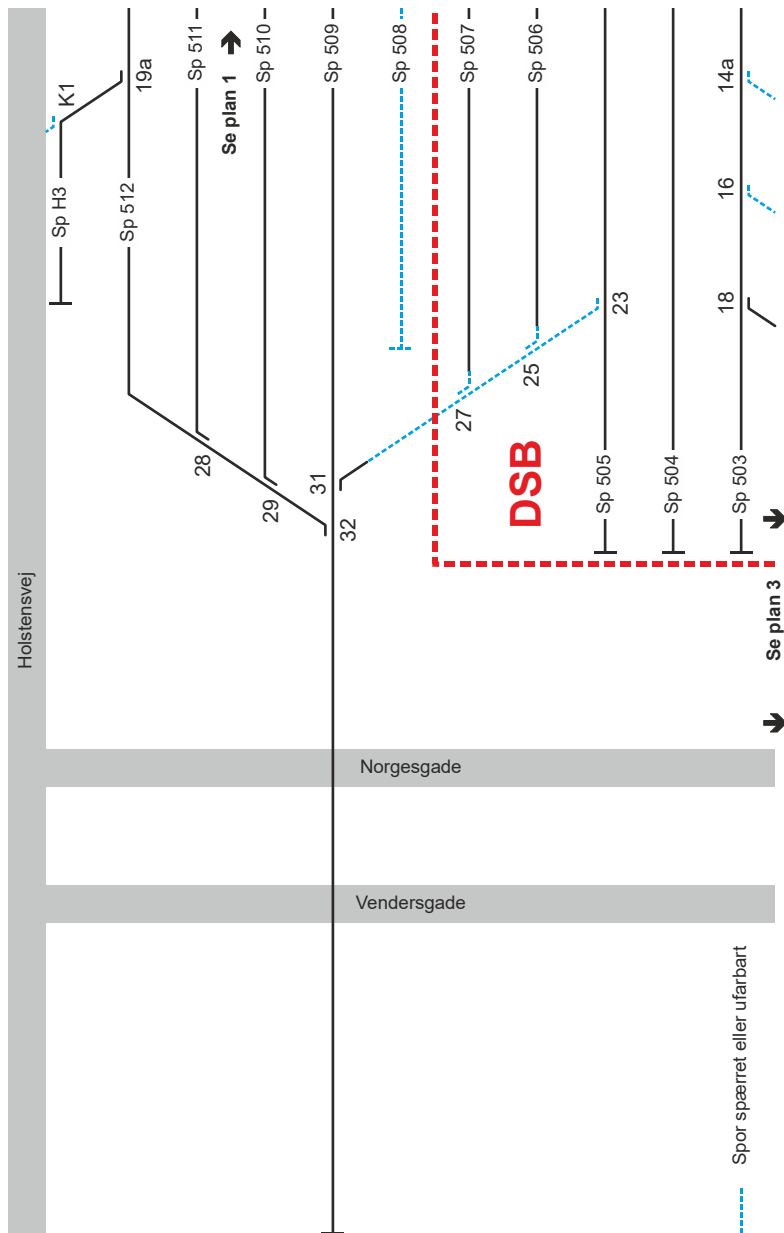 Holstensvej
K1
Sp H3
19a
Sp 512
Sp 511
Se plan 1
Sp 510
Sp 509
Sp 508
Sp 507
Sp 506
14a
16
18
23
25
27
28
29
31
32
DSB
Sp 505
Sp 504
Sp 503
Se plan 3
Norgesgade
Vendersgade
Spor spærret eller ufarbart